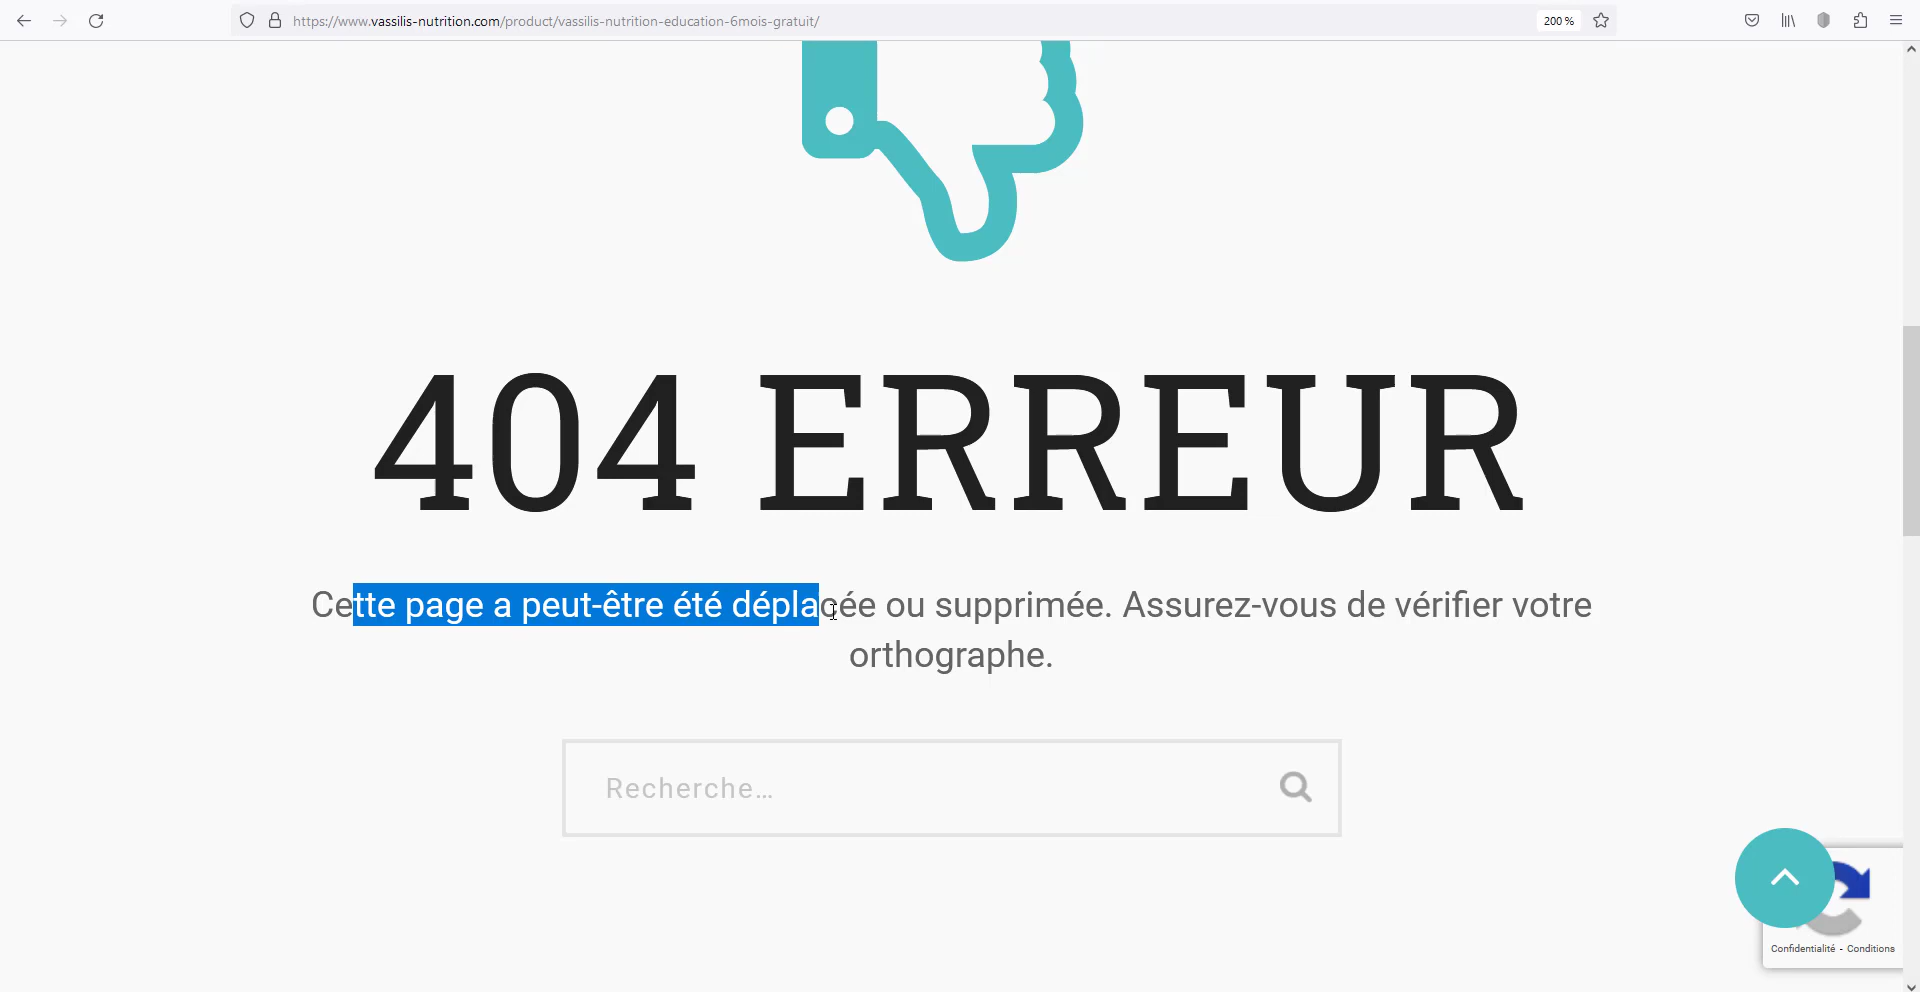 https://www.vassilis-nutrition.com/product/vassilis-nutrition-education-6mois-gratuit/
200 %
404 ERREUR
Cette page a peut-être été déplacée ou supprimée. Assurez-vous de vérifier votre
orthographe.
Recherche...
Confidentialité - Conditions